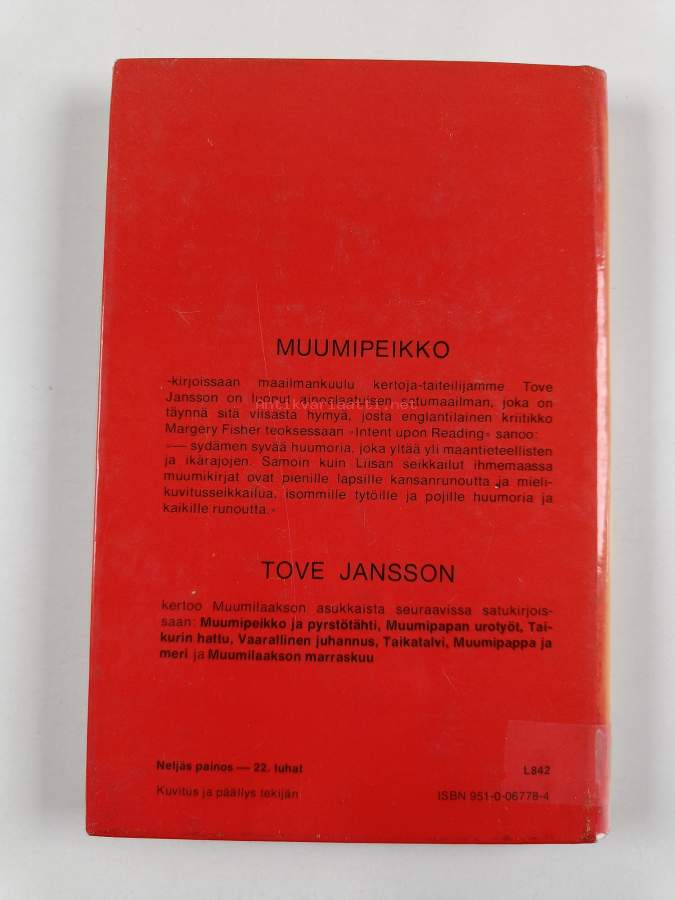 MUUMIPEIKKO
-kirjoissaan maailmankuulu kertoja-taiteilijamme Tove
Jansson on luonut ainoalaatuisen satumaailman, joka on
Antikvariaatti.net
täynnä sitä viisasta hymyä, josta englantilainen kriitikko
Margery Fisher teoksessaan »Intent upon Reading» sanoo:
»— sydämen syvää huumoria, joka yltää yli maantieteellisten
ja ikärajojen. Samoin kuin Liisan seikkailut ihmemaassa
muumikirjat ovat pienille lapsille kansanrunoutta ja mieli-
kuvitusseikkailua, isommille tytöille ja pojille huumoria ja
kaikille runoutta.»
TOVE JANSSON
kertoo Muumilaakson asukkaista seuraavissa satukirjois-
saan: Muumipeikko ja pyrstötähti, Muumipapan urotyöt, Tai-
kurin hattu, Vaarallinen juhannus, Taikatalvi, Muumipappa ja
meri ja Muumilaakson marraskuu
Neljäs painos — 22. tuhat
L842
Kuvitus ja päällys tekijän
ISBN 951-0-06778-4